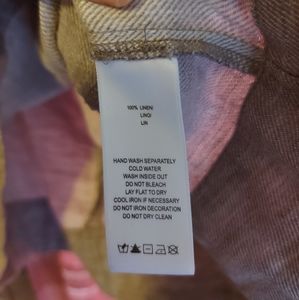 100% LINEN/
LINO/
LIN
HAND WASH SEPARATELY
COLD WATER
WASH INSIDE OUT
DO NOT BLEACH
LAY FLAT TO DRY
COOL IRON IF NECESSARY
DO NOT IRON DECORATION
DO NOT DRY CLEAN